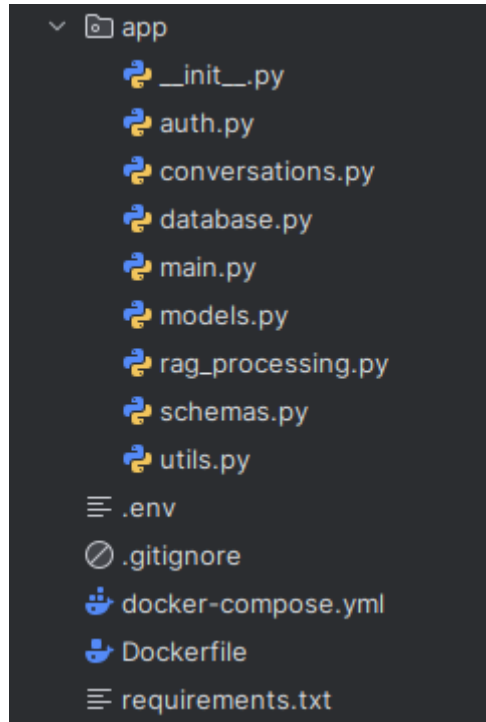 app
__init__.py
auth.py
conversations.py
database.py
main.py
models.py
rag_processing.py
schemas.py
utils.py
.env
.gitignore
docker-compose.yml
Dockerfile
requirements.txt